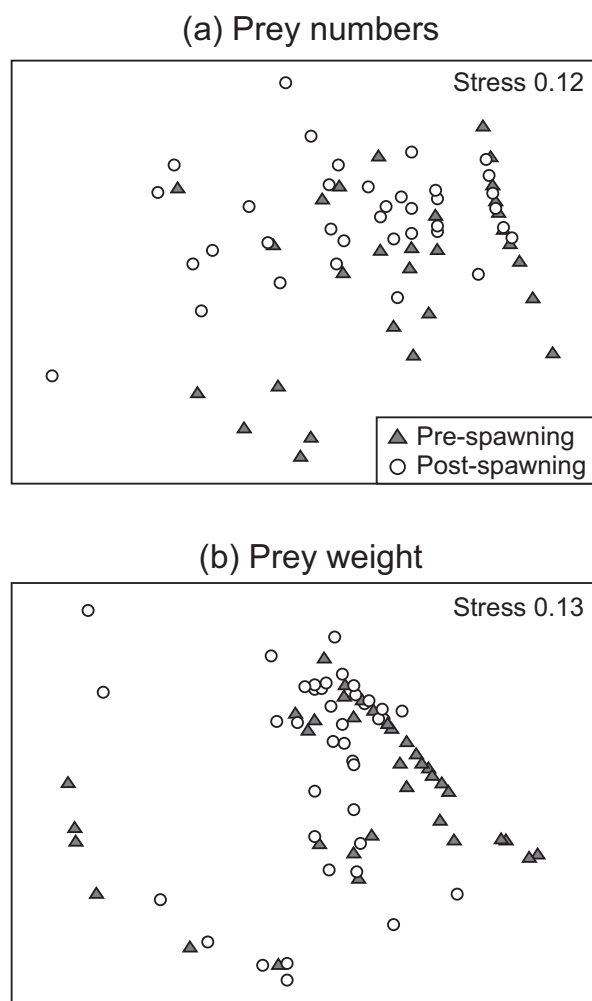 (a) Prey numbers
Stress 0.12
Pre-spawning
Post-spawning
(b) Prey weight
Stress 0.13